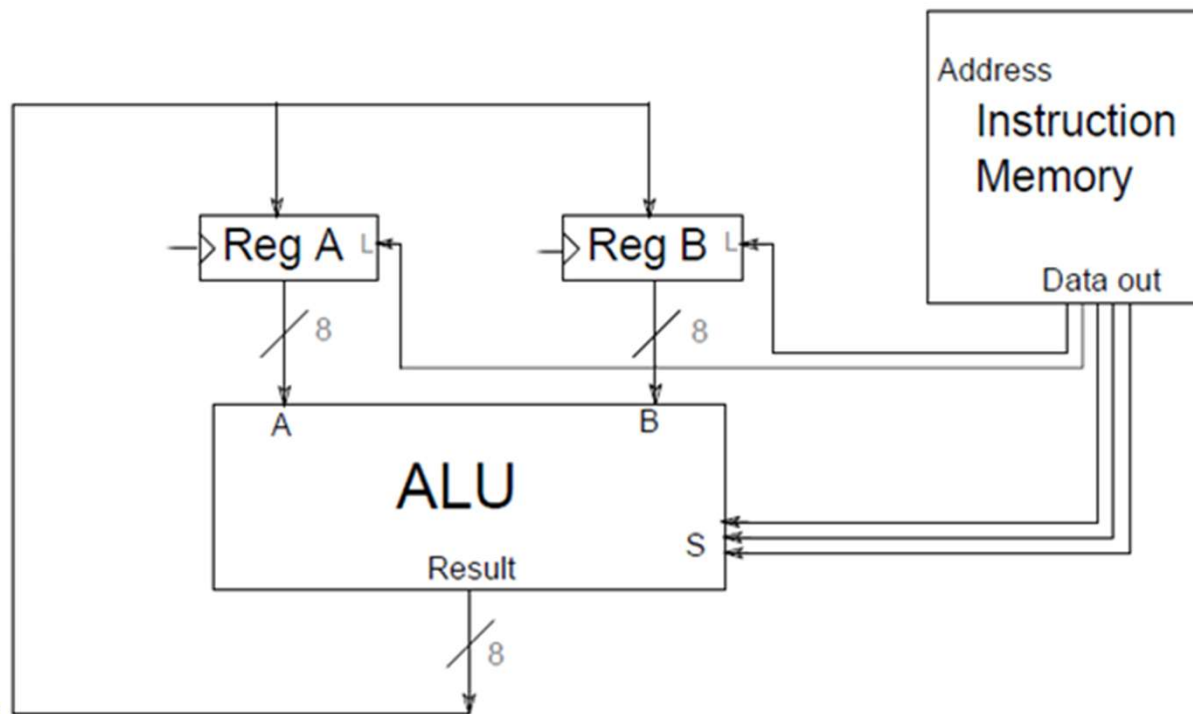 Address
Instruction
Memory
Data out
Reg A
L
Reg B
L
8
8
A
B
ALU
S
Result
8